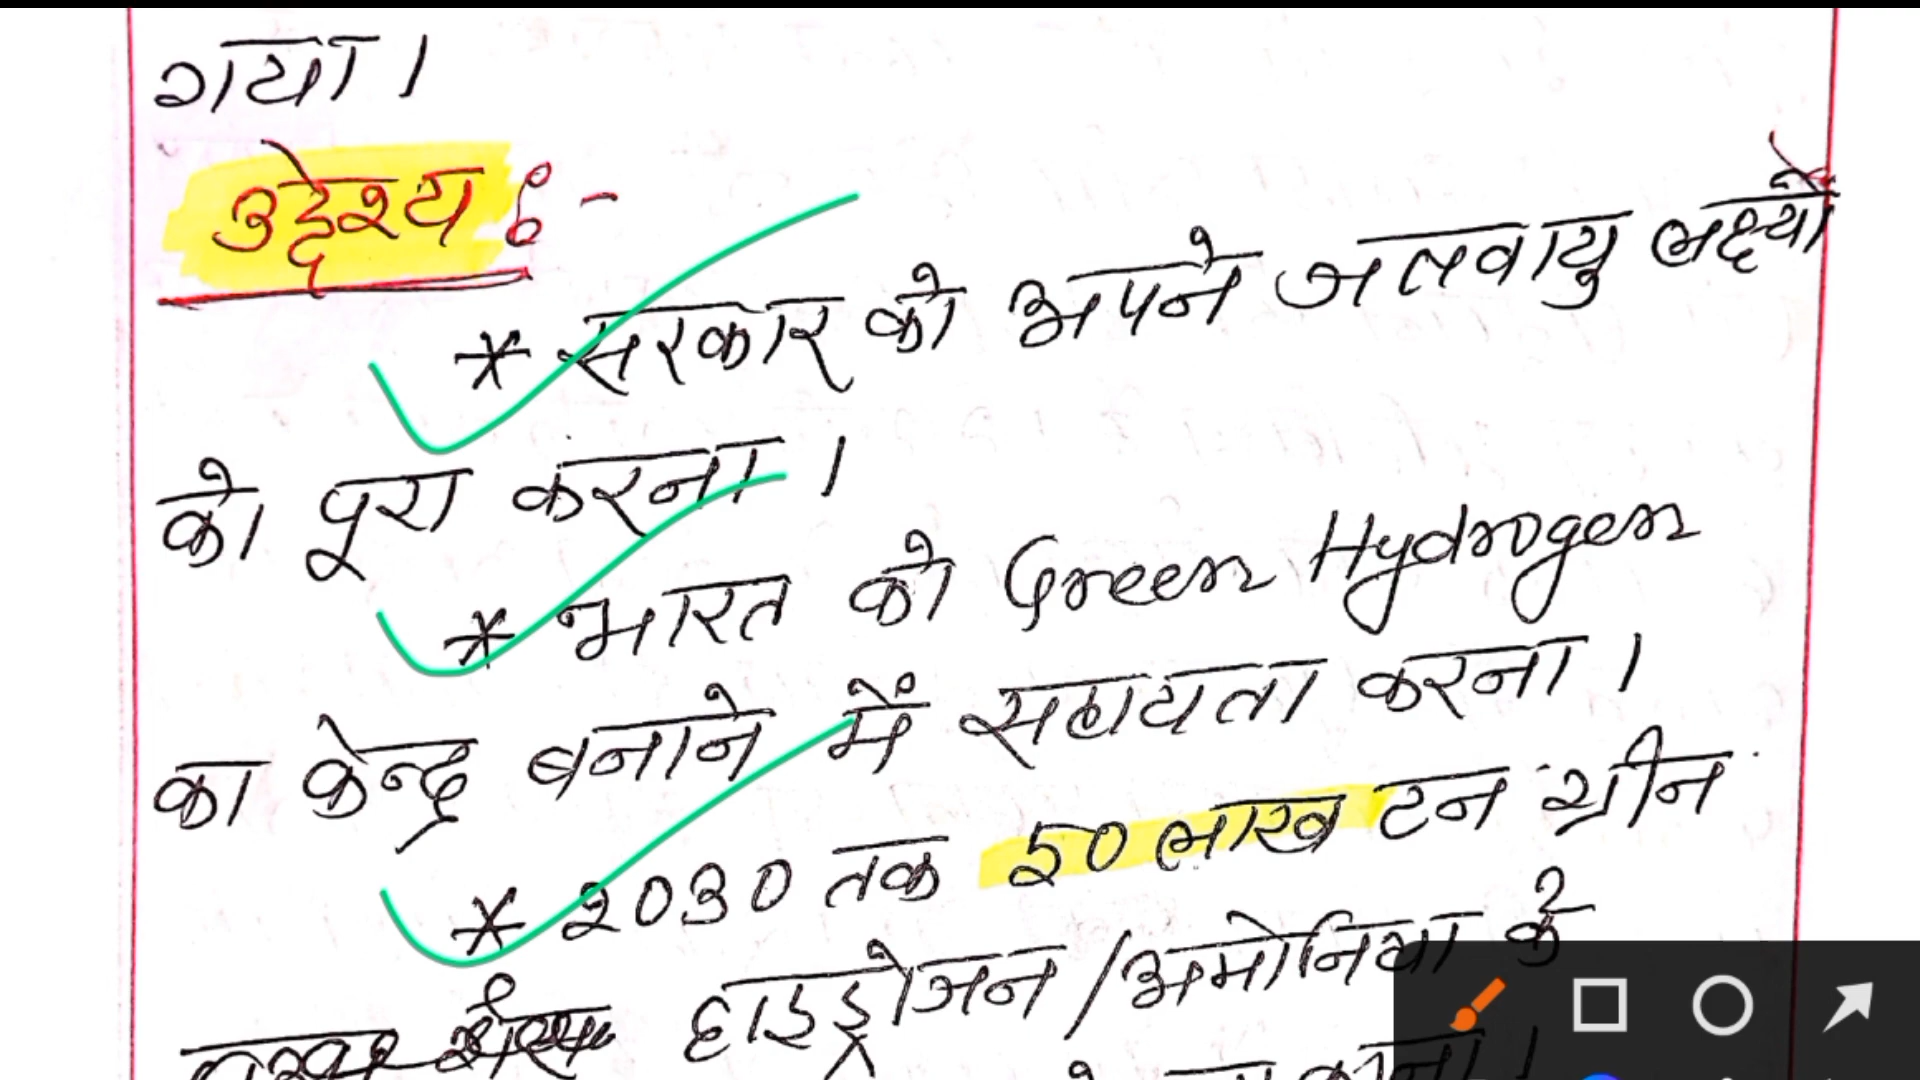 गया।
उद्देश्य :-
* सरकार को अपने जलवायु लक्ष्यों
को पूरा करना।
* भारत को Green Hydrogen
का केन्द्र बनाने में सहायता करना।
* 2030 तक 50 लाख टन ग्रीन
हाइड्रोजन/अमोनिया के